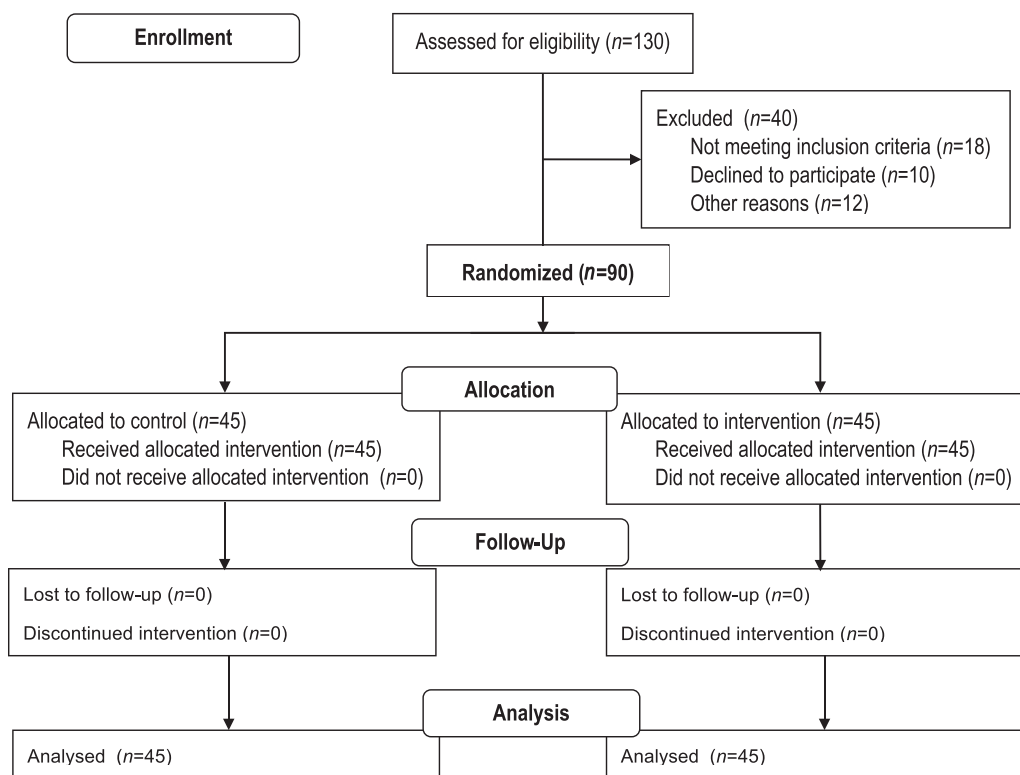 Enrollment
Assessed for eligibility (n=130)
Excluded (n=40)
Not meeting inclusion criteria (n=18)
Declined to participate (n=10)
Other reasons (n=12)
Randomized (n=90)
Allocation
Allocated to control (n=45)
Received allocated intervention (n=45)
Did not receive allocated intervention (n=0)
Allocated to intervention (n=45)
Received allocated intervention (n=45)
Did not receive allocated intervention (n=0)
Follow-Up
Lost to follow-up (n=0)
Discontinued intervention (n=0)
Lost to follow-up (n=0)
Discontinued intervention (n=0)
Analysis
Analysed (n=45)
Analysed (n=45)